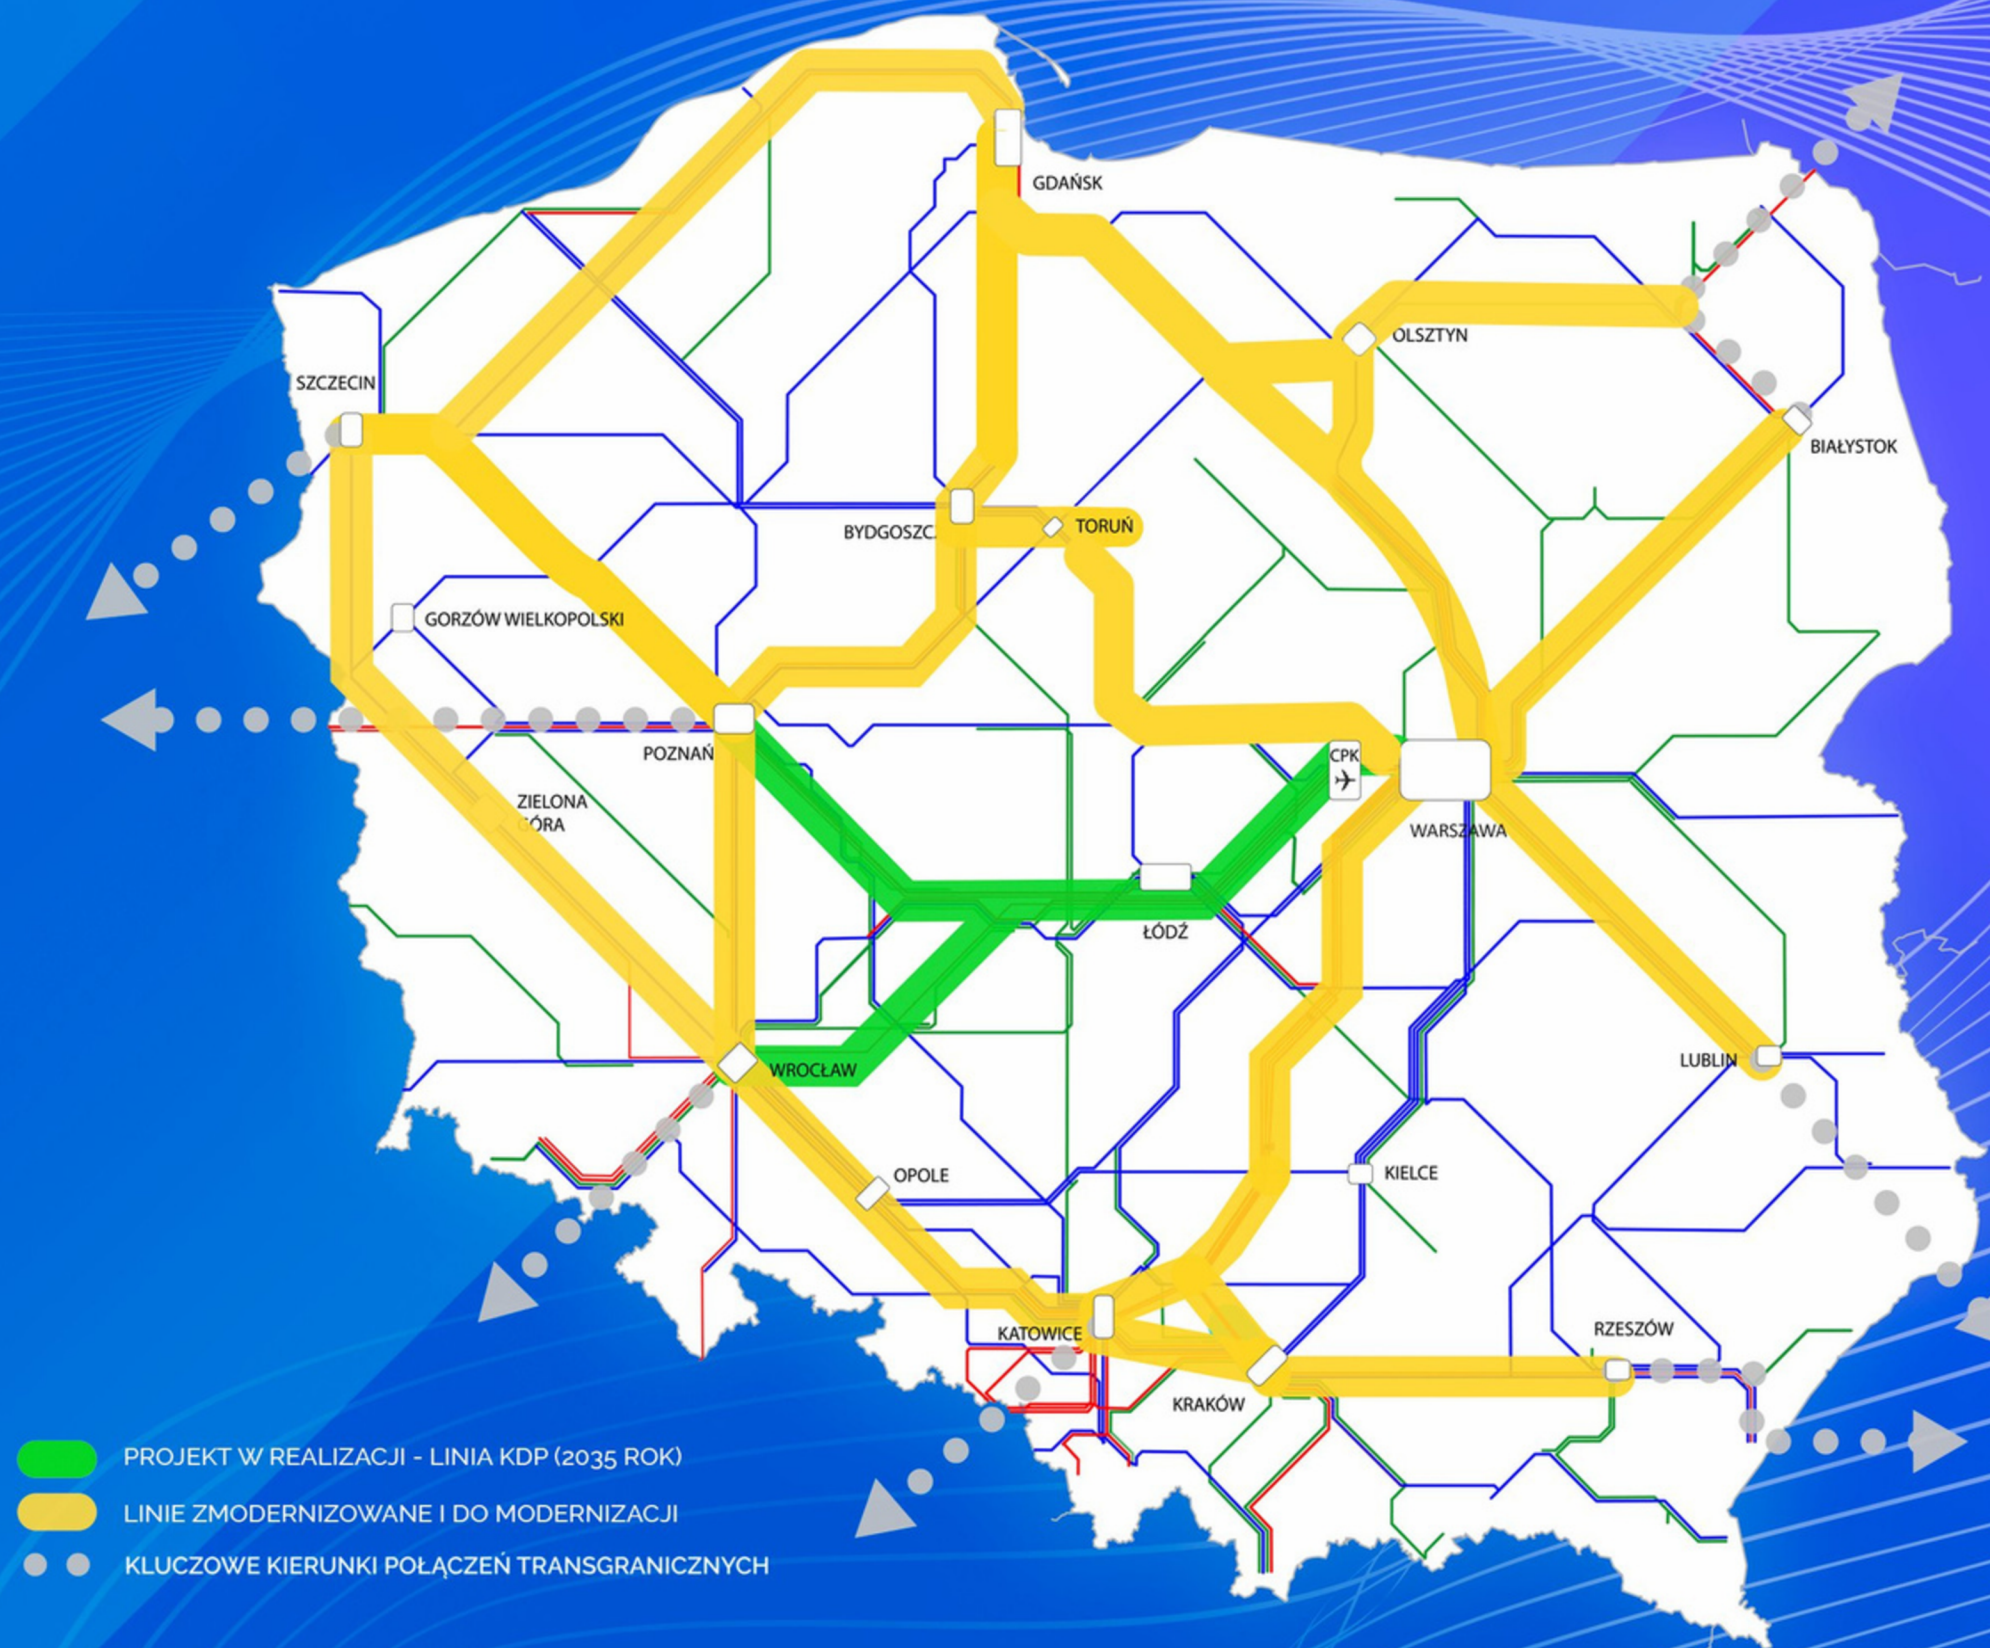 GDAŃSK
OLSZTYN
SZCZECIN
BIAŁYSTOK
BYDGOSZC
TORUŃ
GORZÓW WIELKOPOLSKI
POZNAŃ
CPK
ZIELONA
GÓRA
WARSZAWA
ŁÓDŹ
LUBLIN
WROCŁAW
OPOLE
KIELCE
KATOWICE
RZESZÓW
KRAKÓW
PROJEKT W REALIZACJI - LINIA KDP (2035 ROK)
LINIE ZMODERNIZOWANE I DO MODERNIZACJI
KLUCZOWE KIERUNKI POŁĄCZEŃ TRANSGRANICZNYCH